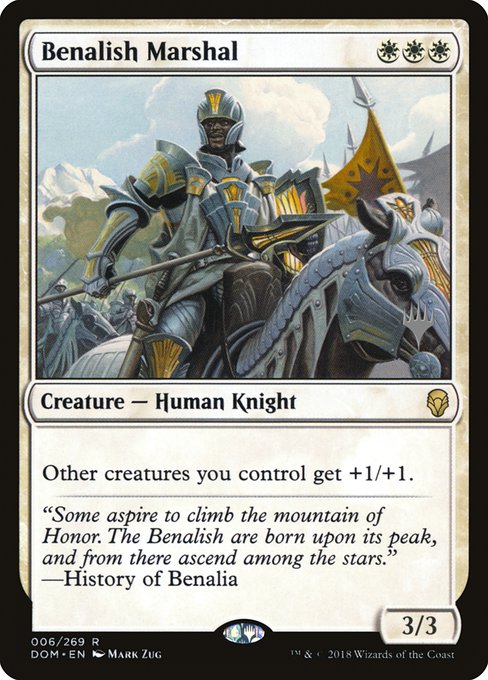 Benalish Marshal
Creature — Human Knight
Other creatures you control get +1/+1.
“Some aspire to climb the mountain of
Honor. The Benalish are born upon its peak,
and from there ascend among the stars.”
—History of Benalia
3/3
006/269 R
DOM • EN Mark Zug
™ & © 2018 Wizards of the Coast